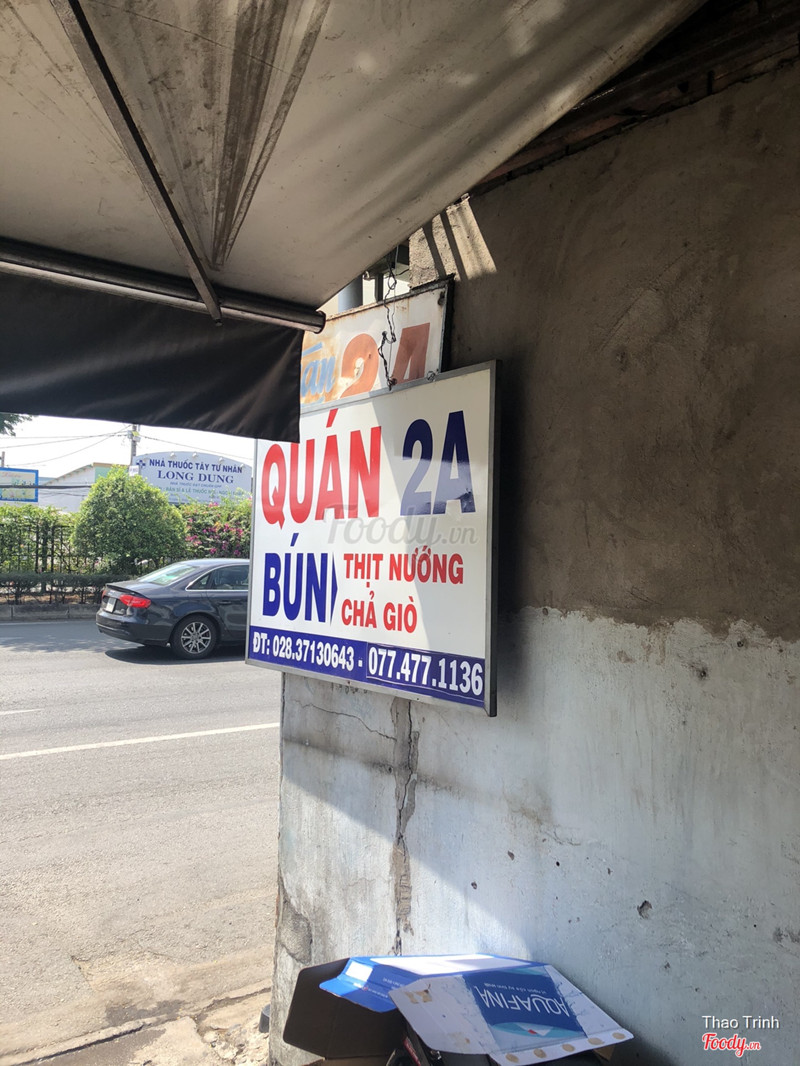 2A
QUÁN 2A
BÚN THỊT NƯỚNG
CHẢ GIÒ
ĐT: 028.37130643 - 077.477.1136
NHÀ THUỐC TÂY TƯ NHÂN
LONG DUNG
AQUAFINA
Foody.vn
Thao Trinh
Foody.vn